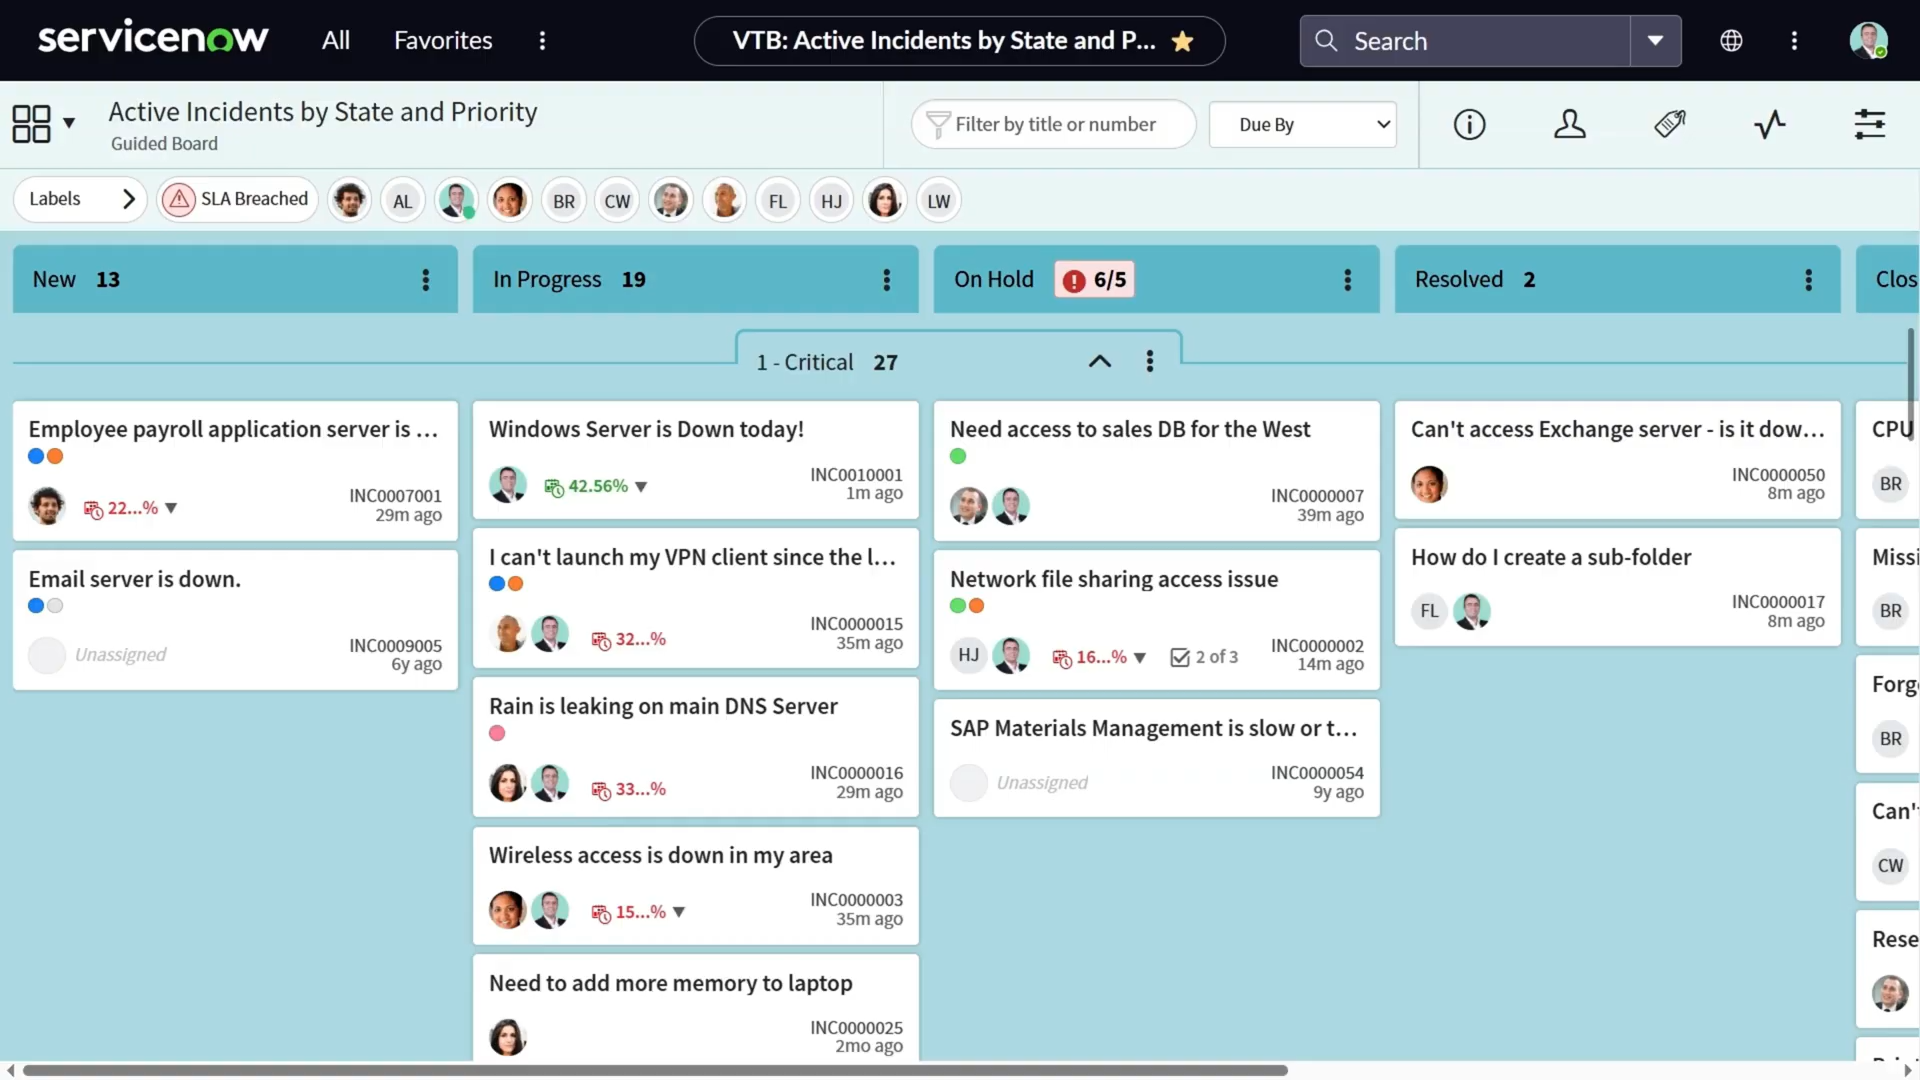 servicenow All Favorites VTB: Active Incidents by State and P... Search
Active Incidents by State and Priority
Guided Board
Filter by title or number
Due By
Labels SLA Breached AL BR CW FL HJ LW
New 13 In Progress 19 On Hold 6/5 Resolved 2 Clos
1 - Critical 27
Employee payroll application server is ...
22...%
INC0007001
29m ago
Email server is down.
Unassigned
INC0009005
6y ago
Windows Server is Down today!
42.56%
INC0010001
1m ago
I can't launch my VPN client since the l...
32...%
INC0000015
35m ago
Rain is leaking on main DNS Server
33...%
INC0000016
29m ago
Wireless access is down in my area
15...%
INC0000003
35m ago
Need to add more memory to laptop
INC0000025
2mo ago
Need access to sales DB for the West
INC0000007
39m ago
Network file sharing access issue
HJ 16...% 2 of 3
INC0000002
14m ago
SAP Materials Management is slow or t...
Unassigned
INC0000054
9y ago
Can't access Exchange server - is it dow...
INC0000050
8m ago
How do I create a sub-folder
FL
INC0000017
8m ago
CPU
BR
Missi
BR
Forg
BR
Can't
CW
Rese